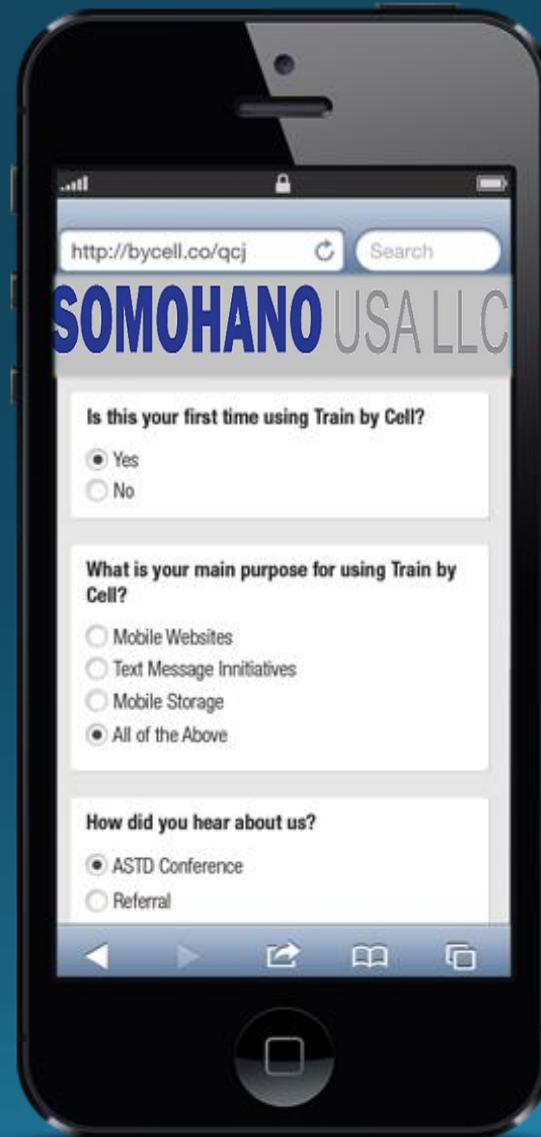 http://bycell.co/qcj
Search
SOMOHANO USA LLC
Is this your first time using Train by Cell?
Yes
No
What is your main purpose for using Train by
Cell?
Mobile Websites
Text Message Innitiatives
Mobile Storage
All of the Above
How did you hear about us?
ASTD Conference
Referral